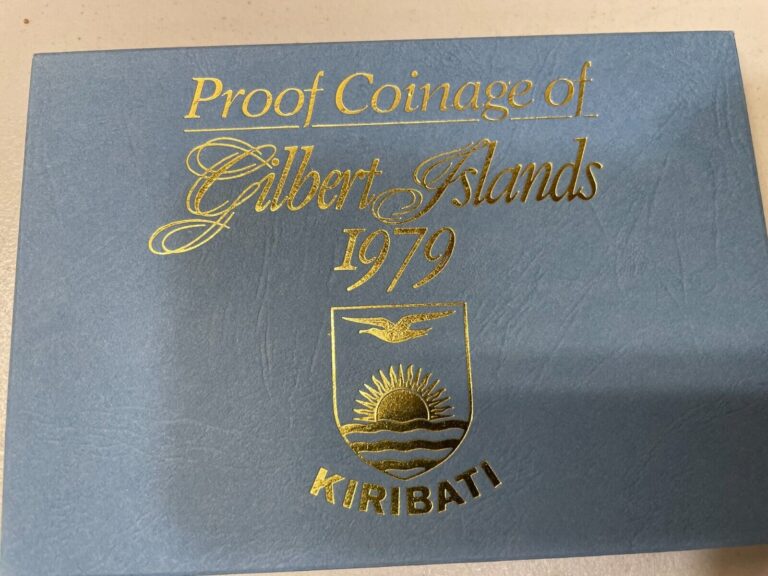 Proof Coinage of
Gilbert Islands
1979
KIRIBATI